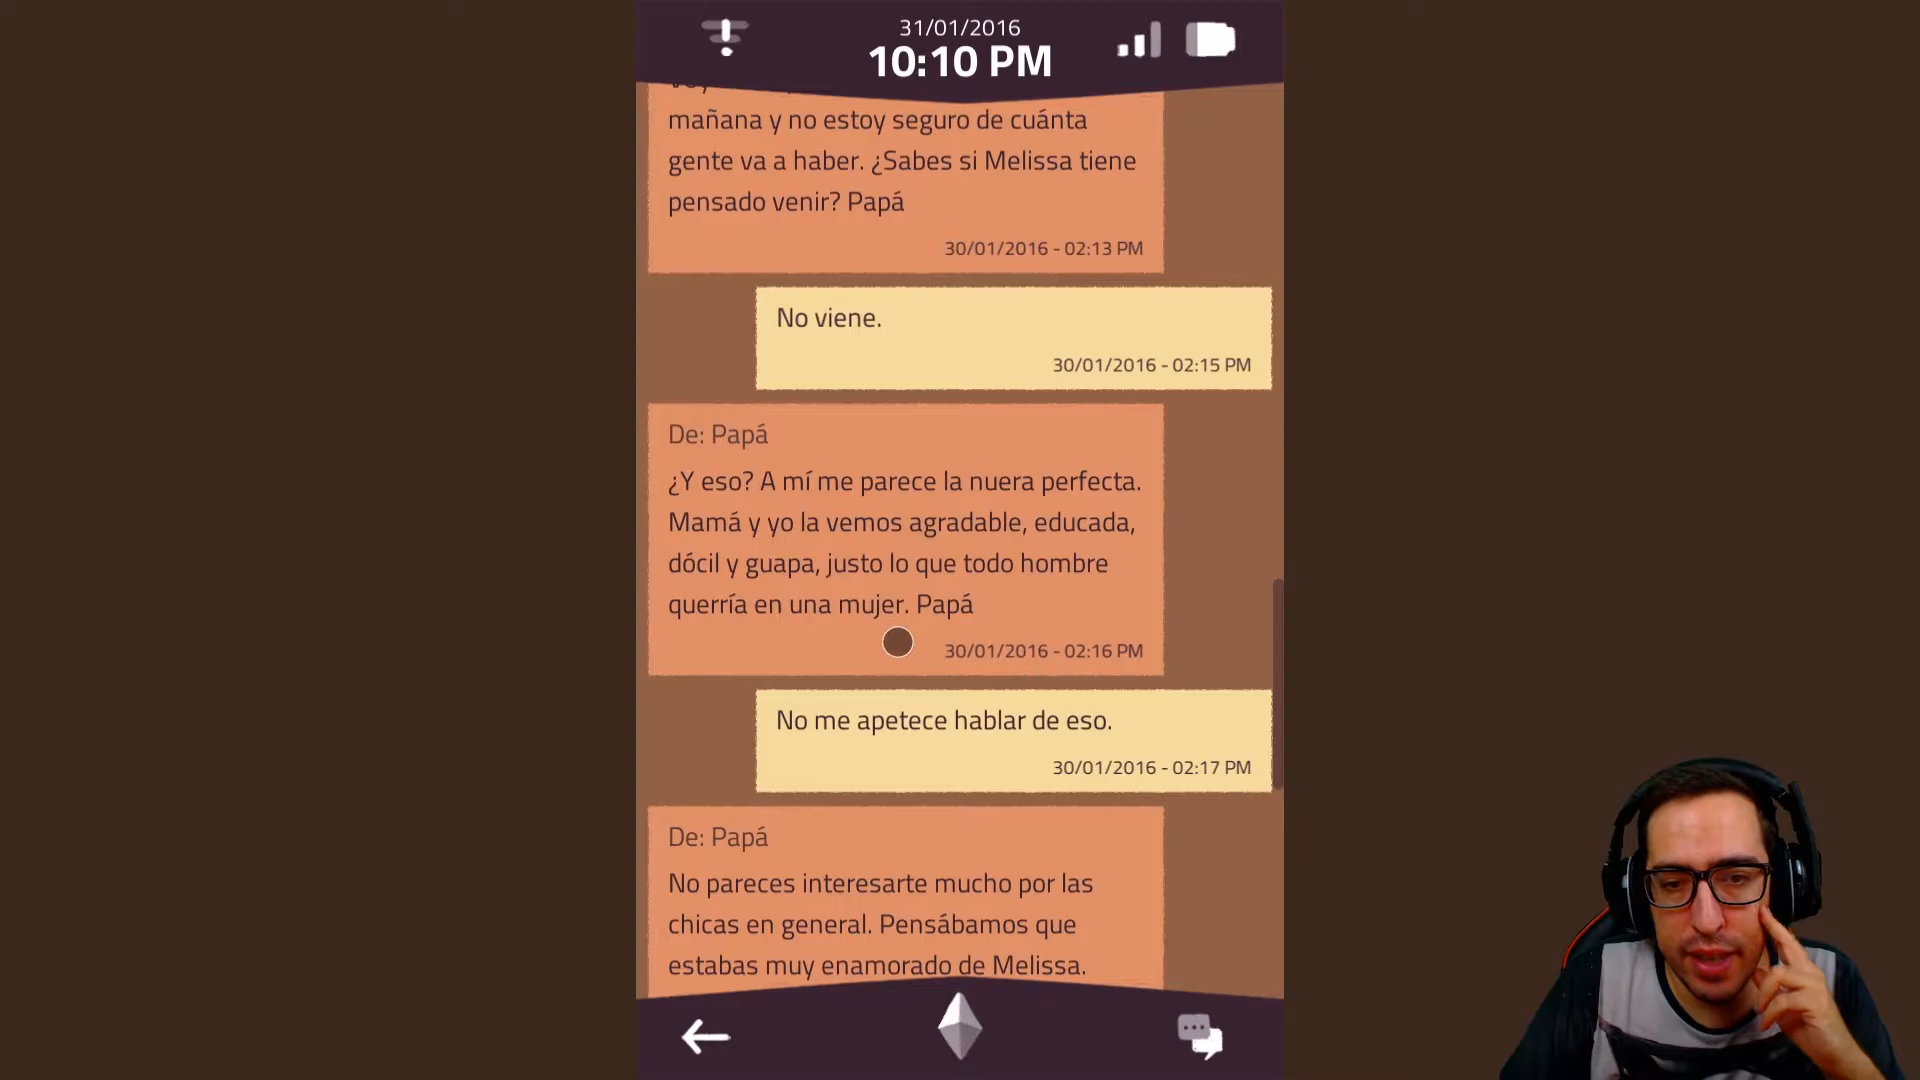 31/01/2016
10:10 PM
mañana y no estoy seguro de cuánta
gente va a haber. ¿Sabes si Melissa tiene
pensado venir? Papá
30/01/2016 - 02:13 PM
No viene.
30/01/2016 - 02:15 PM
De: Papá
¿Y eso? A mí me parece la nuera perfecta.
Mamá y yo la vemos agradable, educada,
dócil y guapa, justo lo que todo hombre
querría en una mujer. Papá
30/01/2016 - 02:16 PM
No me apetece hablar de eso.
30/01/2016 - 02:17 PM
De: Papá
No pareces interesarte mucho por las
chicas en general. Pensábamos que
estabas muy enamorado de Melissa.